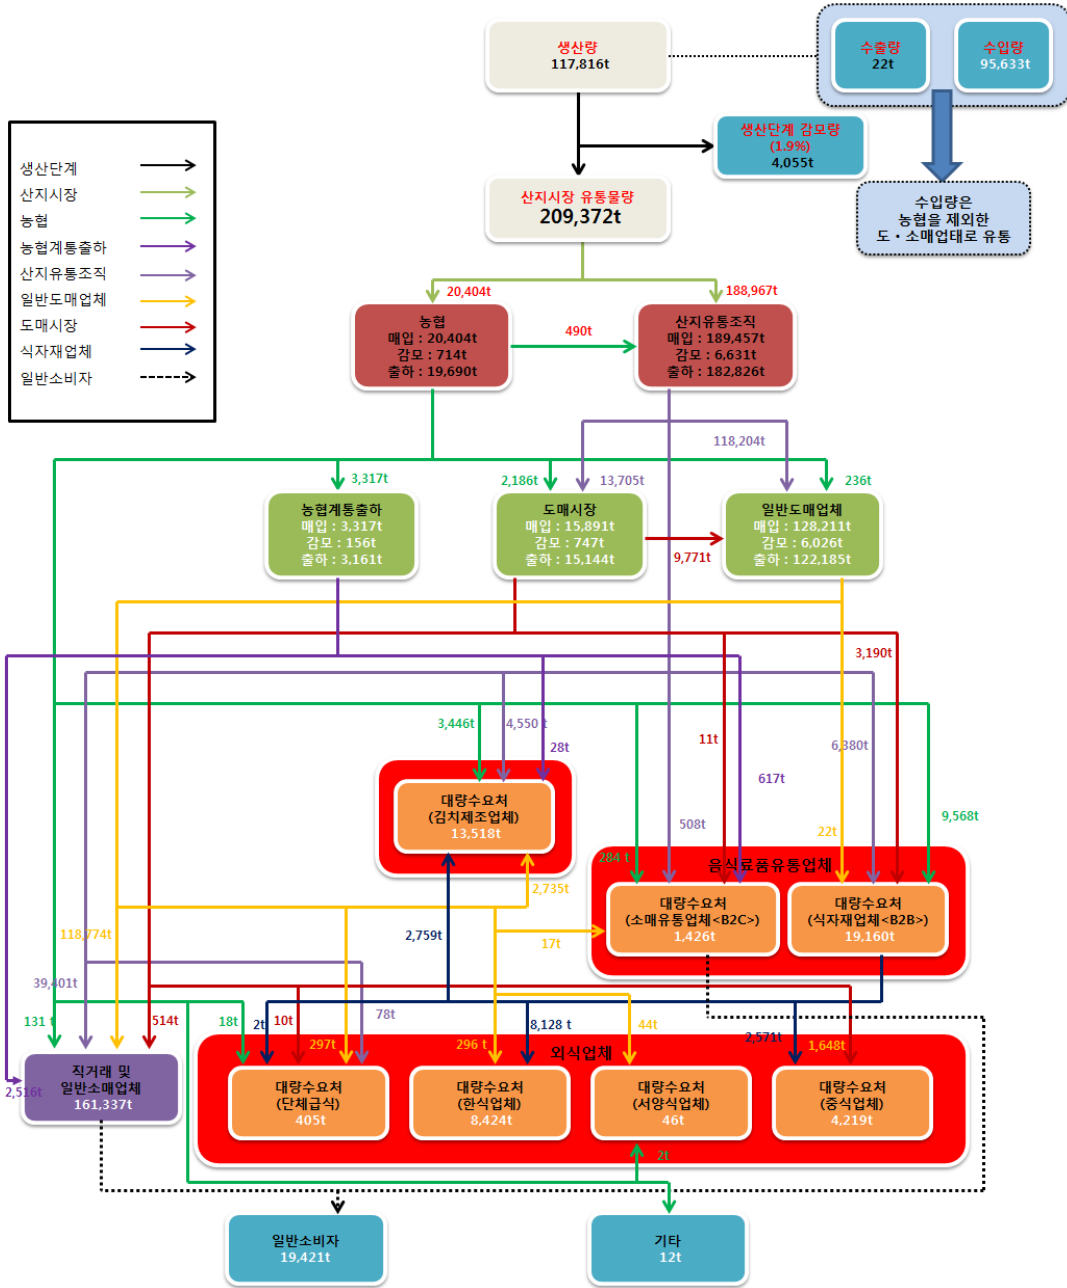 생산량
117,816t
수출량
22t
수입량
95,633t
생산단계 감모량
(1.9%)
4,055t
산지시장 유통물량
209,372t
수입량은
농협을 제외한
도・소매업태로 유통
생산단계
산지시장
농협
농협계통출하
산지유통조직
일반도매업체
도매시장
식자재업체
일반소비자
20,404t
188,967t
농협
매입 : 20,404t
감모 : 714t
출하 : 19,690t
490t
산지유통조직
매입 : 189,457t
감모 : 6,631t
출하 : 182,826t
118,204t
3,317t
2,186t
13,705t
236t
농협계통출하
매입 : 3,317t
감모 : 156t
출하 : 3,161t
도매시장
매입 : 15,891t
감모 : 747t
출하 : 15,144t
9,771t
일반도매업체
매입 : 128,211t
감모 : 6,026t
출하 : 122,185t
3,190t
3,446t
4,550 t
28t
11t
6,380t
617t
9,568t
508t
22t
284 t
대량수요처
(김치제조업체)
13,518t
음식료품유통업체
대량수요처
(소매유통업체<B2C>)
1,426t
대량수요처
(식자재업체<B2B>)
19,160t
2,735t
2,759t
17t
118,774t
39,401t
131 t
514t
18t
2t
10t
297t
78t
296 t
8,128 t
44t
2,571t
1,648t
2,516t
직거래 및
일반소매업체
161,337t
외식업체
대량수요처
(단체급식)
405t
대량수요처
(한식업체)
8,424t
대량수요처
(서양식업체)
46t
대량수요처
(중식업체)
4,219t
2t
일반소비자
19,421t
기타
12t